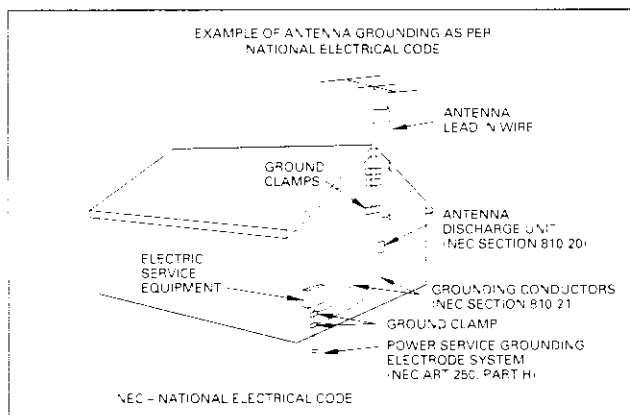 EXAMPLE OF ANTENNA GROUNDING AS PER
NATIONAL ELECTRICAL CODE
ANTENNA
LEAD IN WIRE
GROUND
CLAMPS
ANTENNA
DISCHARGE UNIT
(NEC SECTION 810 20)
ELECTRIC
SERVICE
EQUIPMENT
GROUNDING CONDUCTORS
(NEC SECTION 810 21
GROUND CLAMP
POWER SERVICE GROUNDING
ELECTRODE SYSTEM
(NEC ART 250, PART H)
NEC – NATIONAL ELECTRICAL CODE